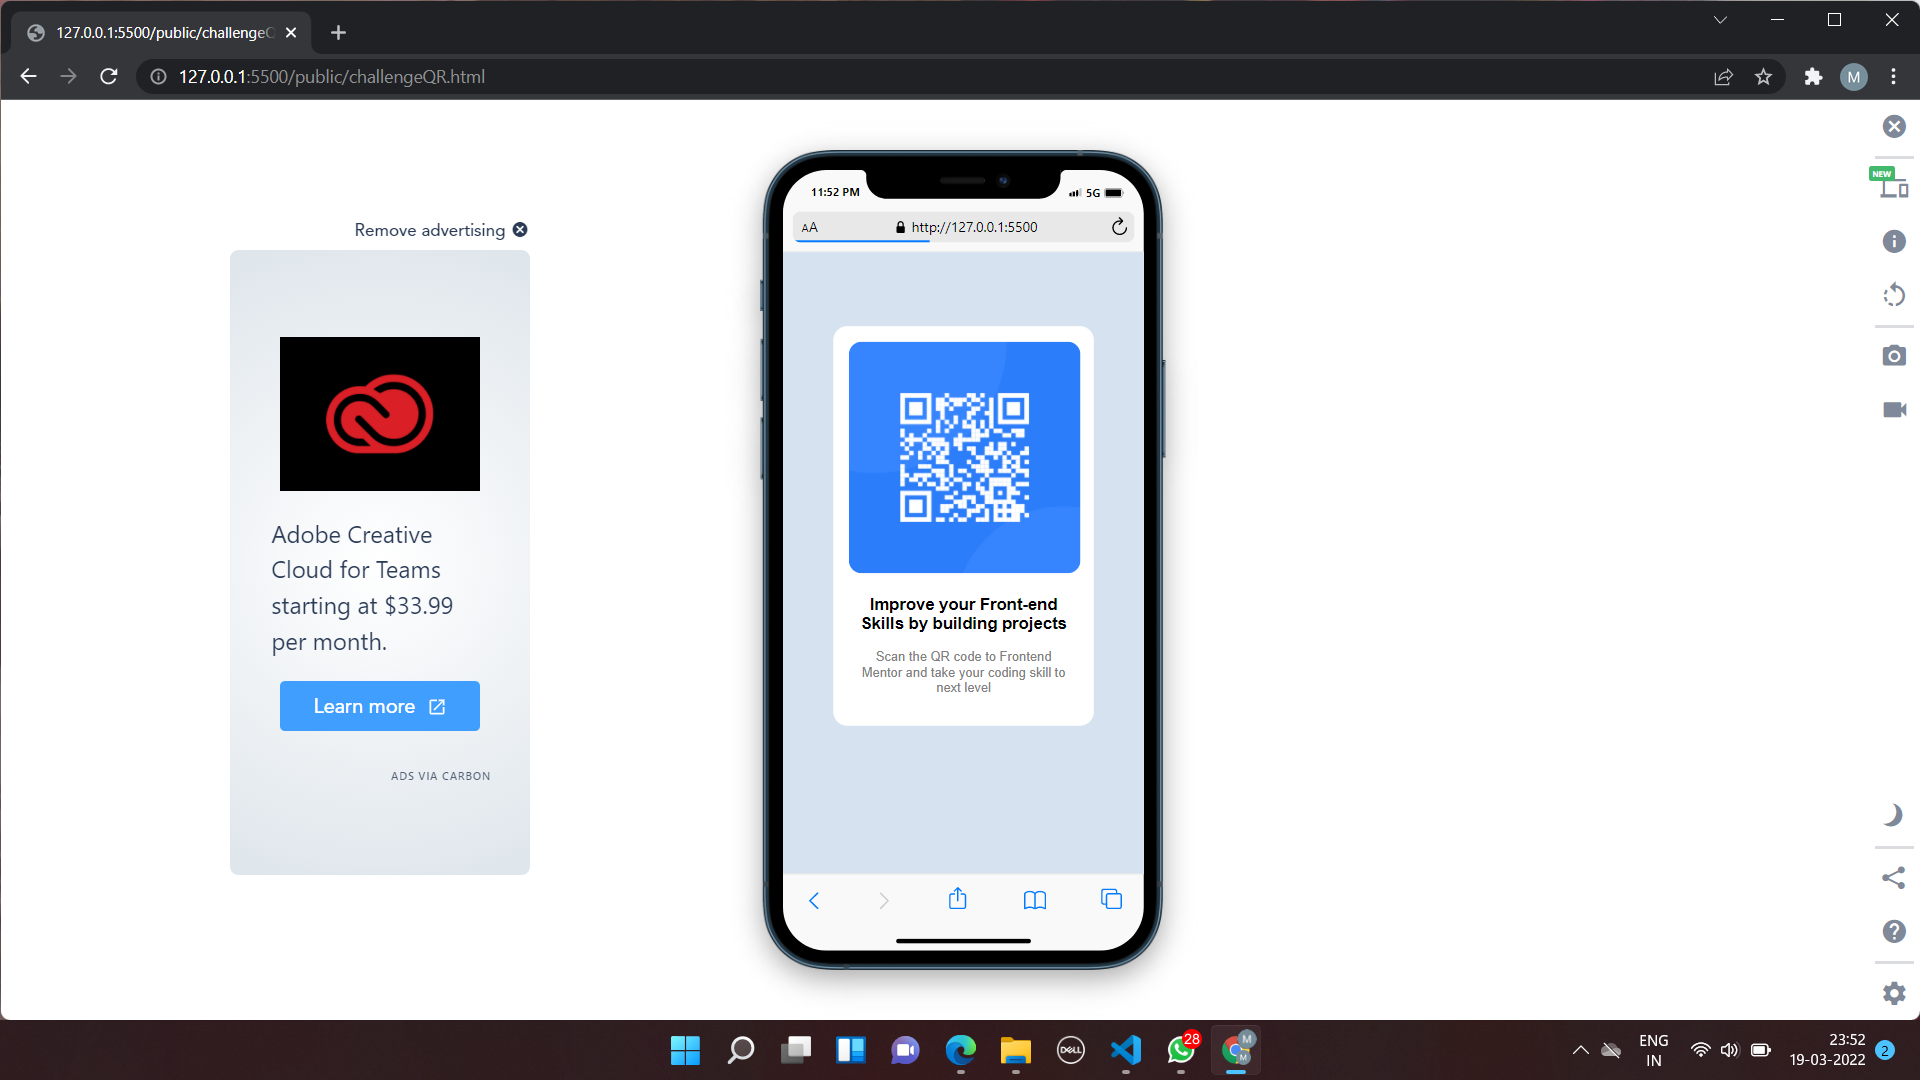 127.0.0.1:5500/public/challengeQ
127.0.0.1:5500/public/challengeQR.html
M
NEW
Remove advertising
Adobe Creative
Cloud for Teams
starting at $33.99
per month.
Learn more
ADS VIA CARBON
11:52 PM
5G
AA
http://127.0.0.1:5500
Improve your Front-end
Skills by building projects
Scan the QR code to Frontend
Mentor and take your coding skill to
next level
DELL
28
M
M
ENG
IN
23:52
19-03-2022
2